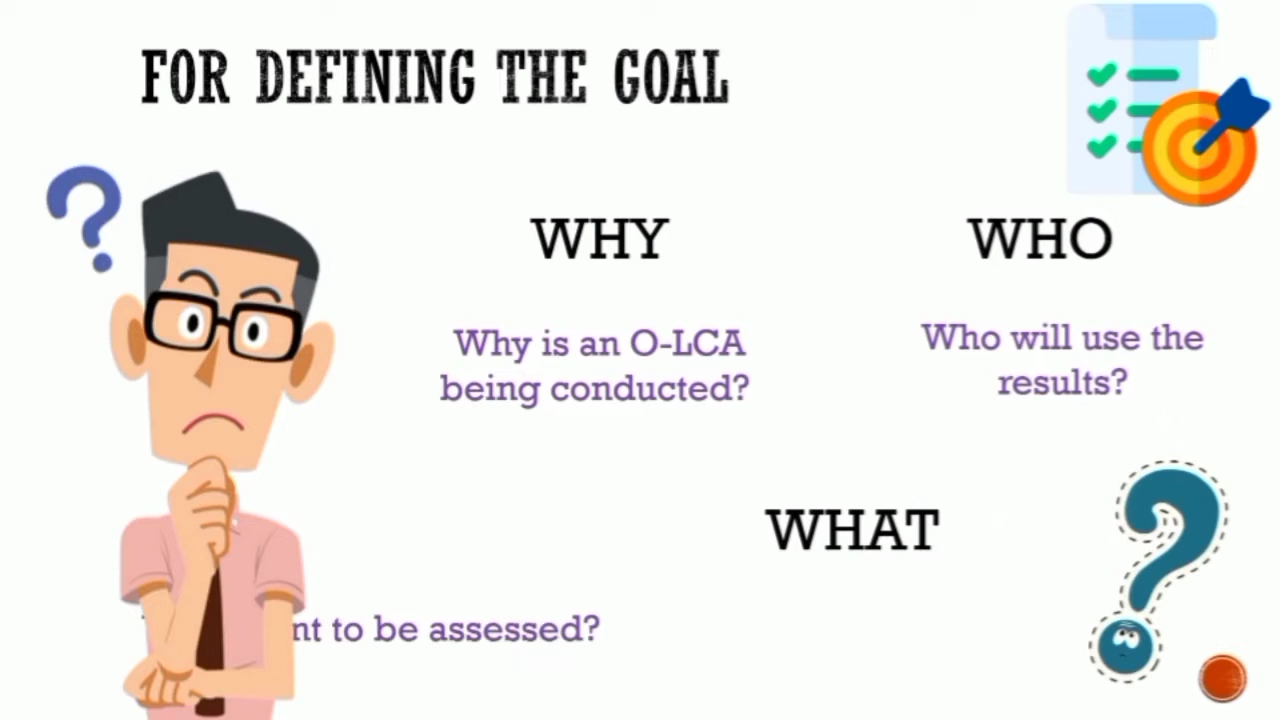 FOR DEFINING THE GOAL
WHY
WHO
Why is an O-LCA
being conducted?
Who will use the
results?
WHAT
to be assessed?